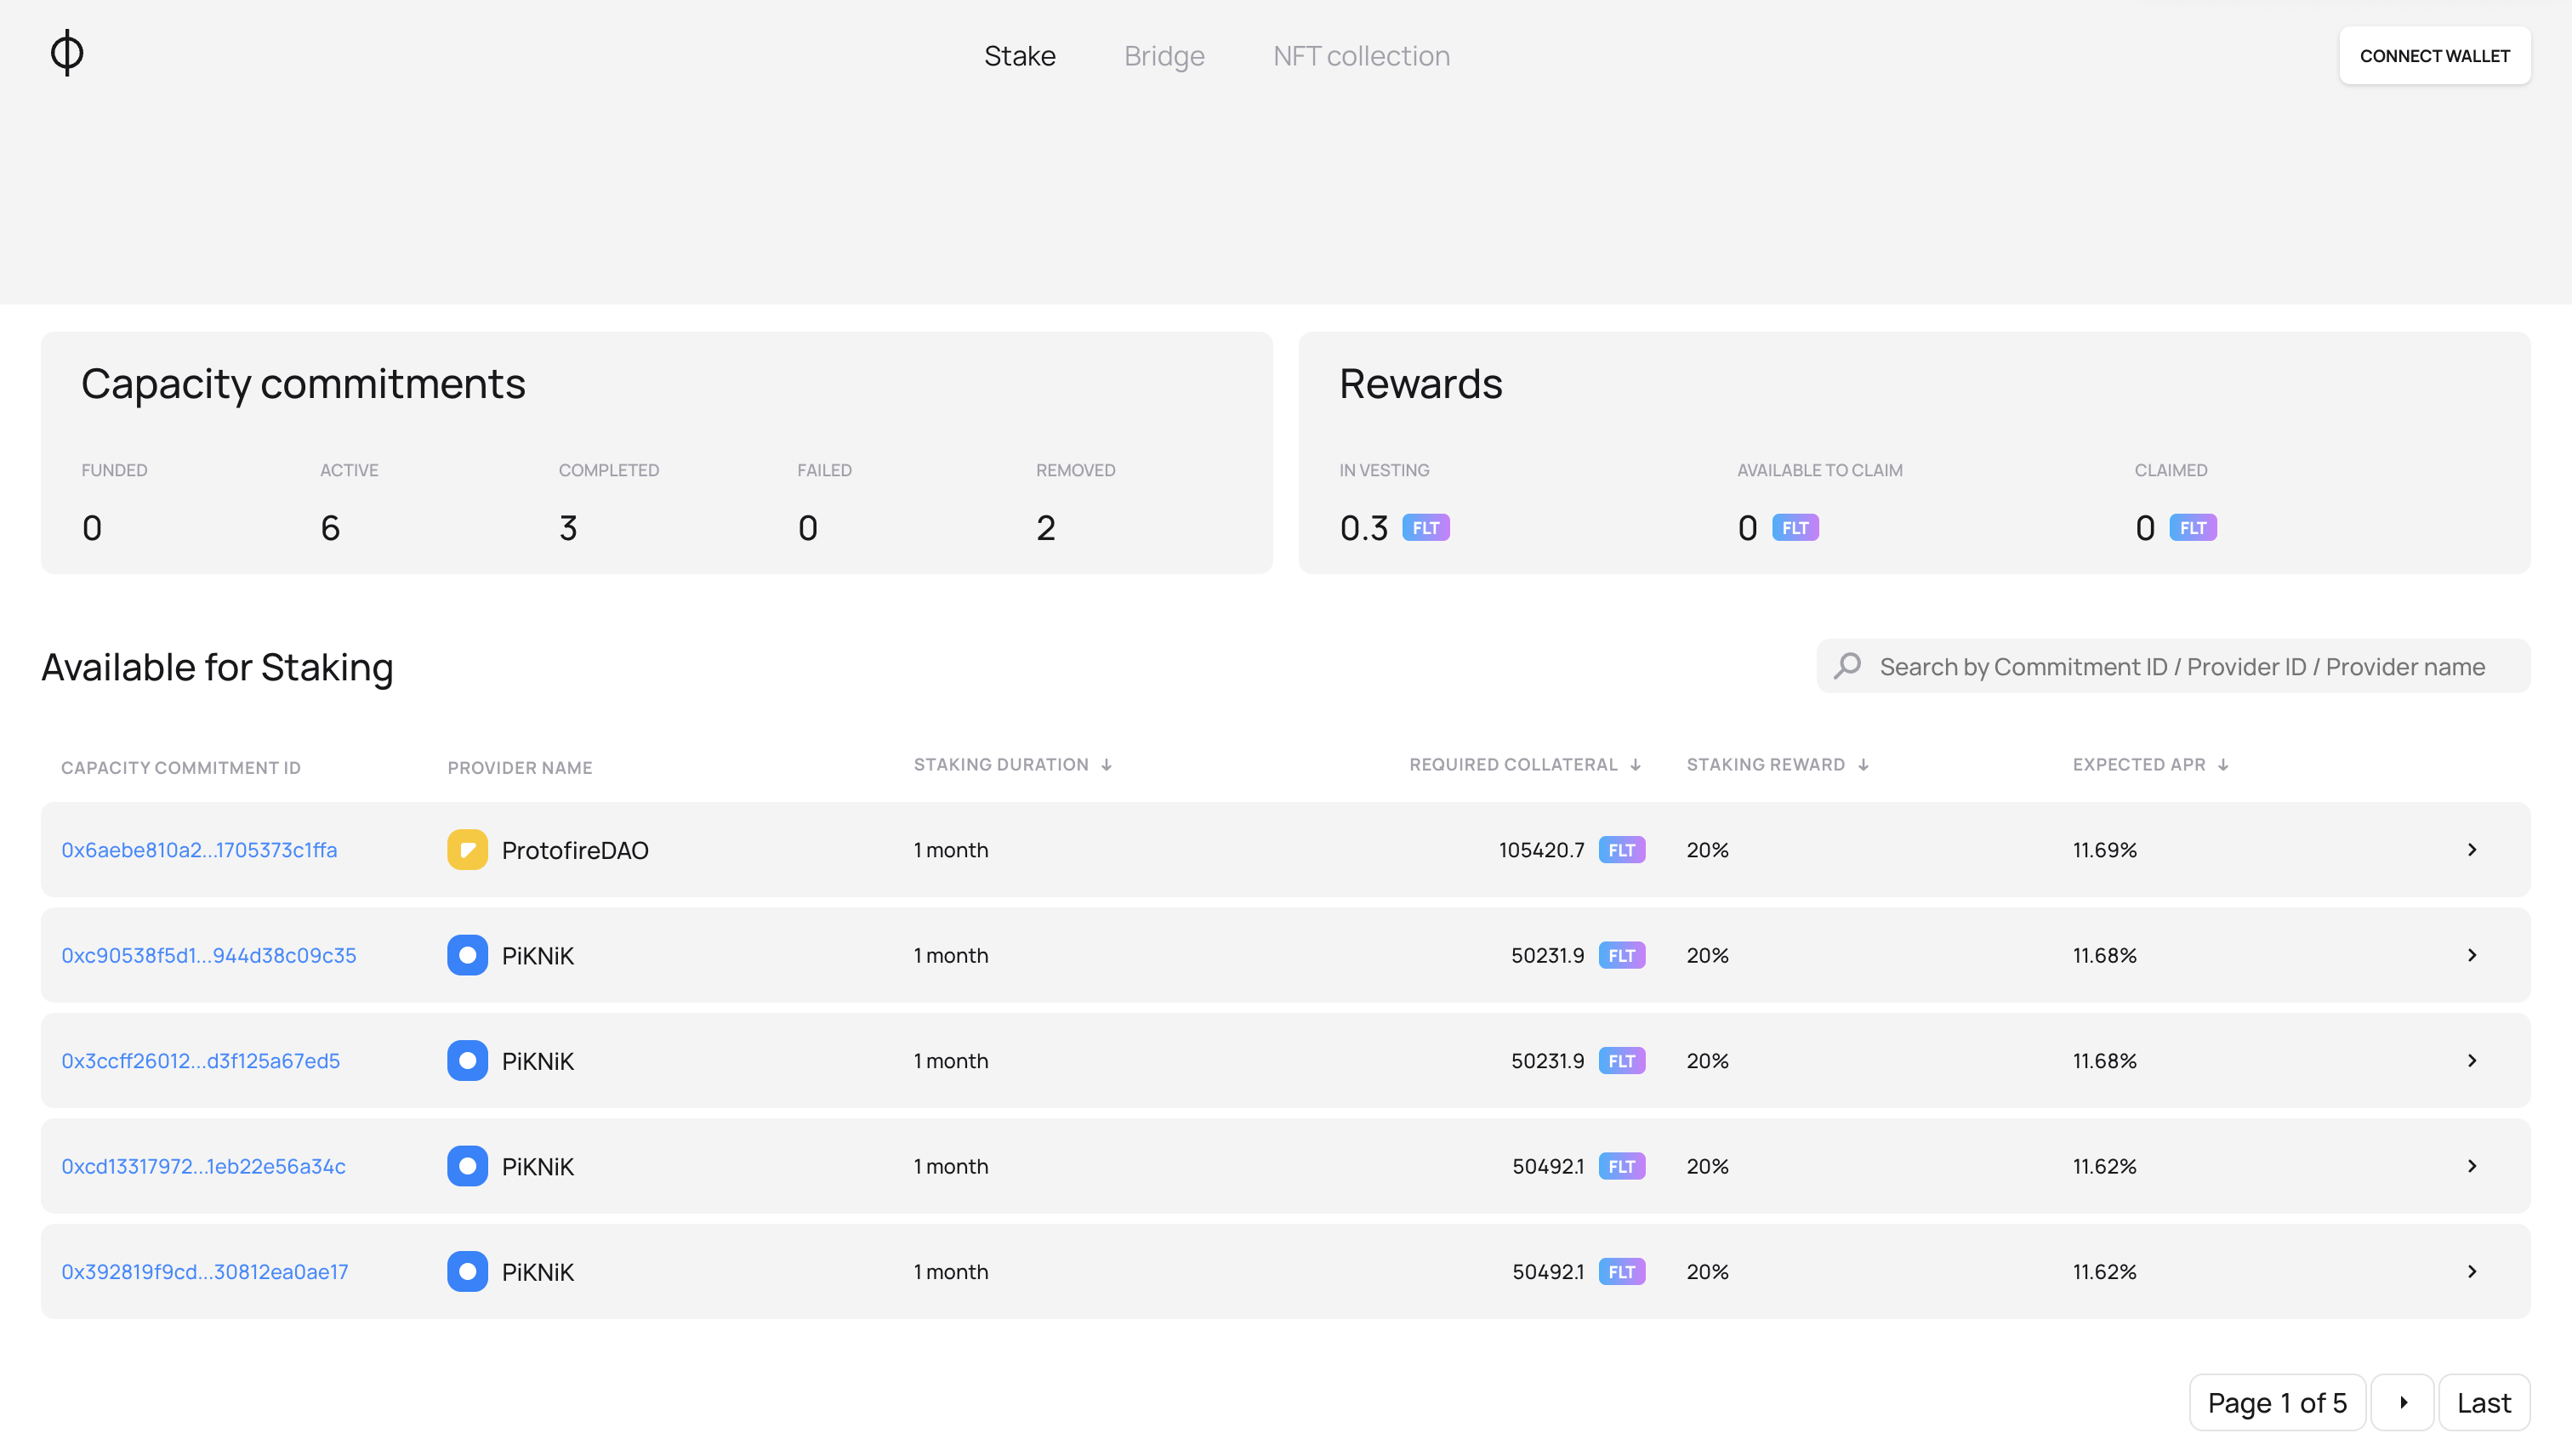 Stake Bridge NFT collection CONNECT WALLET
Capacity commitments
FUNDED ACTIVE COMPLETED FAILED REMOVED
0 6 3 0 2
Rewards
IN VESTING AVAILABLE TO CLAIM CLAIMED
0.3 FLT 0 FLT 0 FLT
Available for Staking
Search by Commitment ID / Provider ID / Provider name
CAPACITY COMMITMENT ID PROVIDER NAME STAKING DURATION ↓ REQUIRED COLLATERAL ↓ STAKING REWARD ↓ EXPECTED APR ↓
0x6aebe810a2...1705373c1ffa ProtofireDAO 1 month 105420.7 FLT 20% 11.69%
0xc90538f5d1...944d38c09c35 PiKNiK 1 month 50231.9 FLT 20% 11.68%
0x3ccff26012...d3f125a67ed5 PiKNiK 1 month 50231.9 FLT 20% 11.68%
0xcd13317972...1eb22e56a34c PiKNiK 1 month 50492.1 FLT 20% 11.62%
0x392819f9cd...30812ea0ae17 PiKNiK 1 month 50492.1 FLT 20% 11.62%
Page 1 of 5 Last